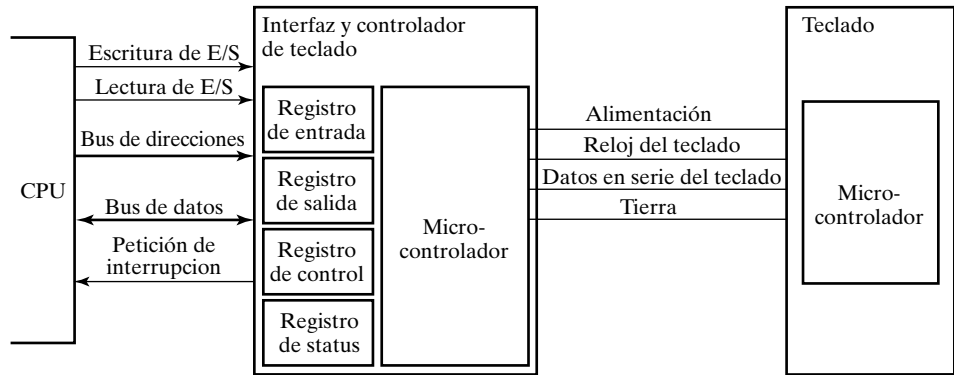 CPU
Escritura de E/S
Lectura de E/S
Bus de direcciones
Bus de datos
Petición de
interrupcion
Interfaz y controlador
de teclado
Registro
de entrada
Registro
de salida
Registro
de control
Registro
de status
Micro-
controlador
Alimentación
Reloj del teclado
Datos en serie del teclado
Tierra
Teclado
Micro-
controlador